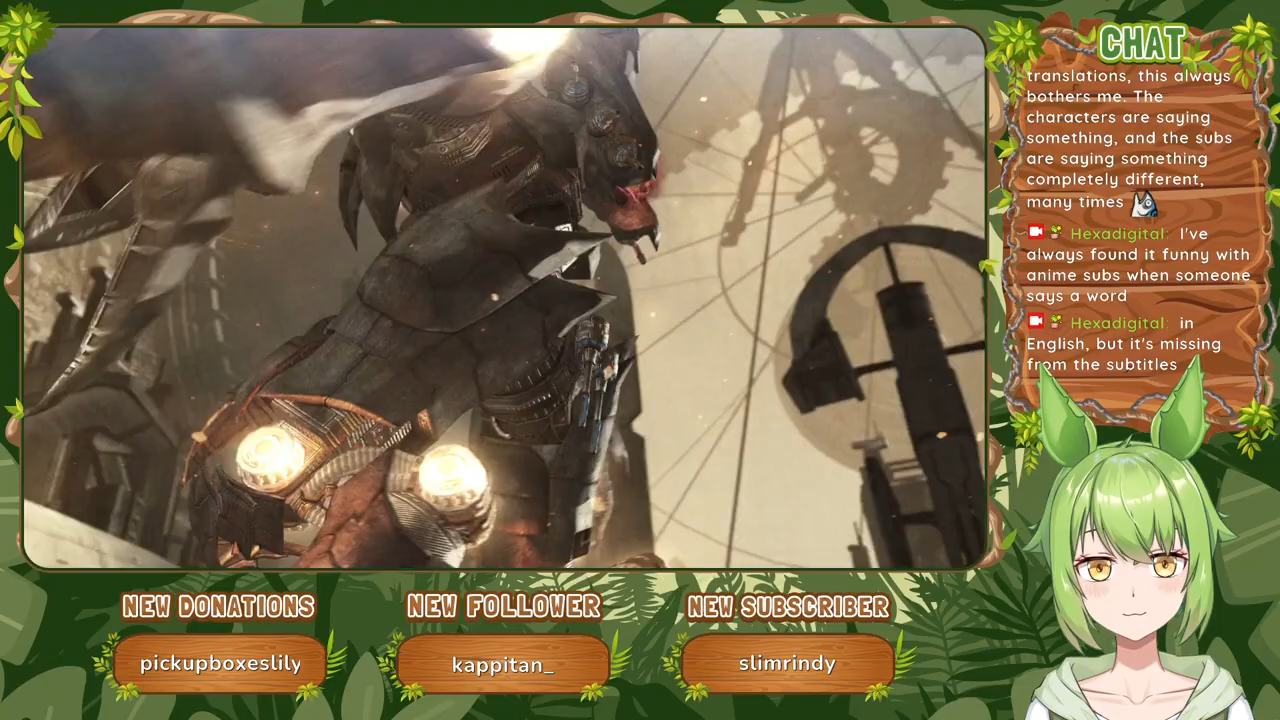 CHAT
translations, this always
bothers me. The
characters are saying
something, and the subs
are saying something
completely different,
many times
Hexadigital: I've
always found it funny with
anime subs when someone
says a word
Hexadigital: in
English, but it's missing
from the subtitles
NEW DONATIONS
NEW FOLLOWER
NEW SUBSCRIBER
pickupboxeslily
kappitan_
slimrindy